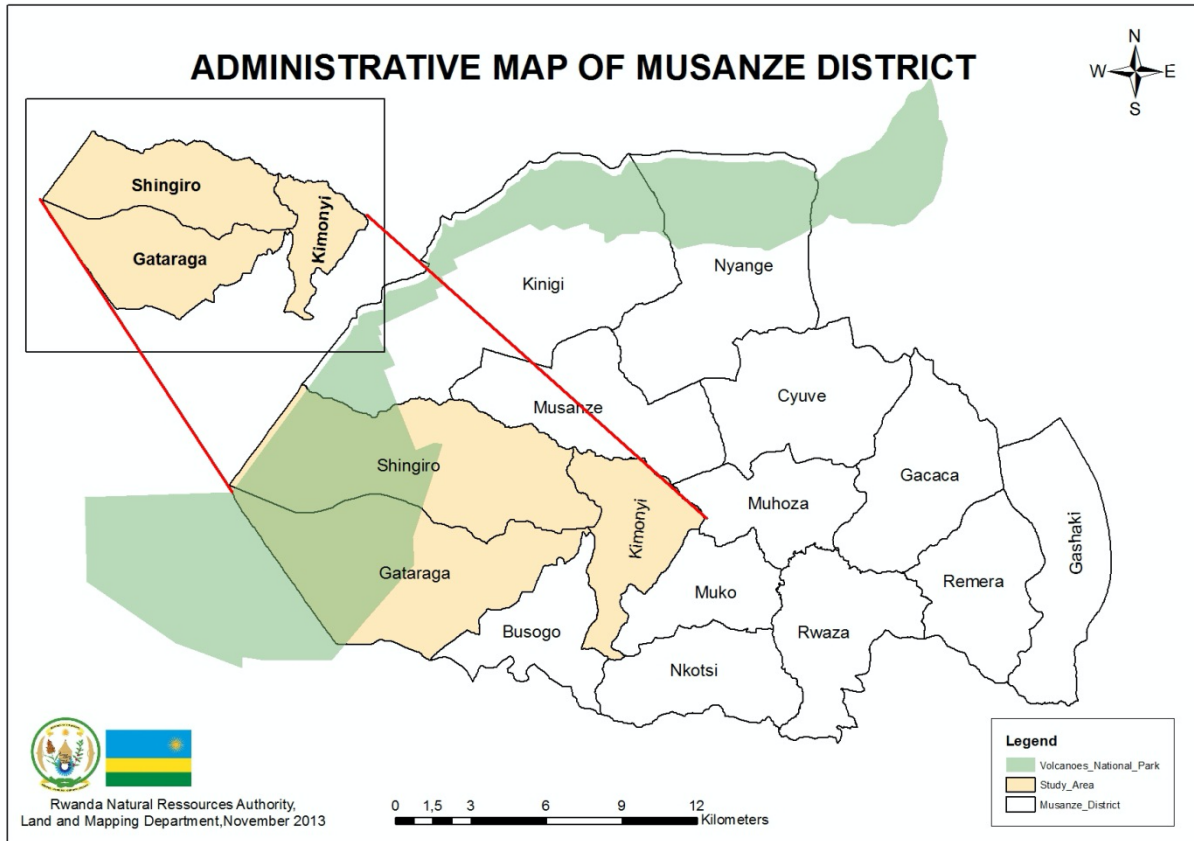 ADMINISTRATIVE MAP OF MUSANZE DISTRICT
N
W E
S
Shingiro
Gataraga
Kimonyi
Kinigi
Nyange
Musanze
Cyuve
Shingiro
Gacaca
Kimonyi
Muhoza
Gashaki
Gataraga
Remera
Muko
Busogo
Rwaza
Nkotsi
Legend
Volcanoes_National_Park
Study_Area
Musanze_District
Rwanda Natural Ressources Authority,
Land and Mapping Department,November 2013
0 1,5 3 6 9 12
Kilometers